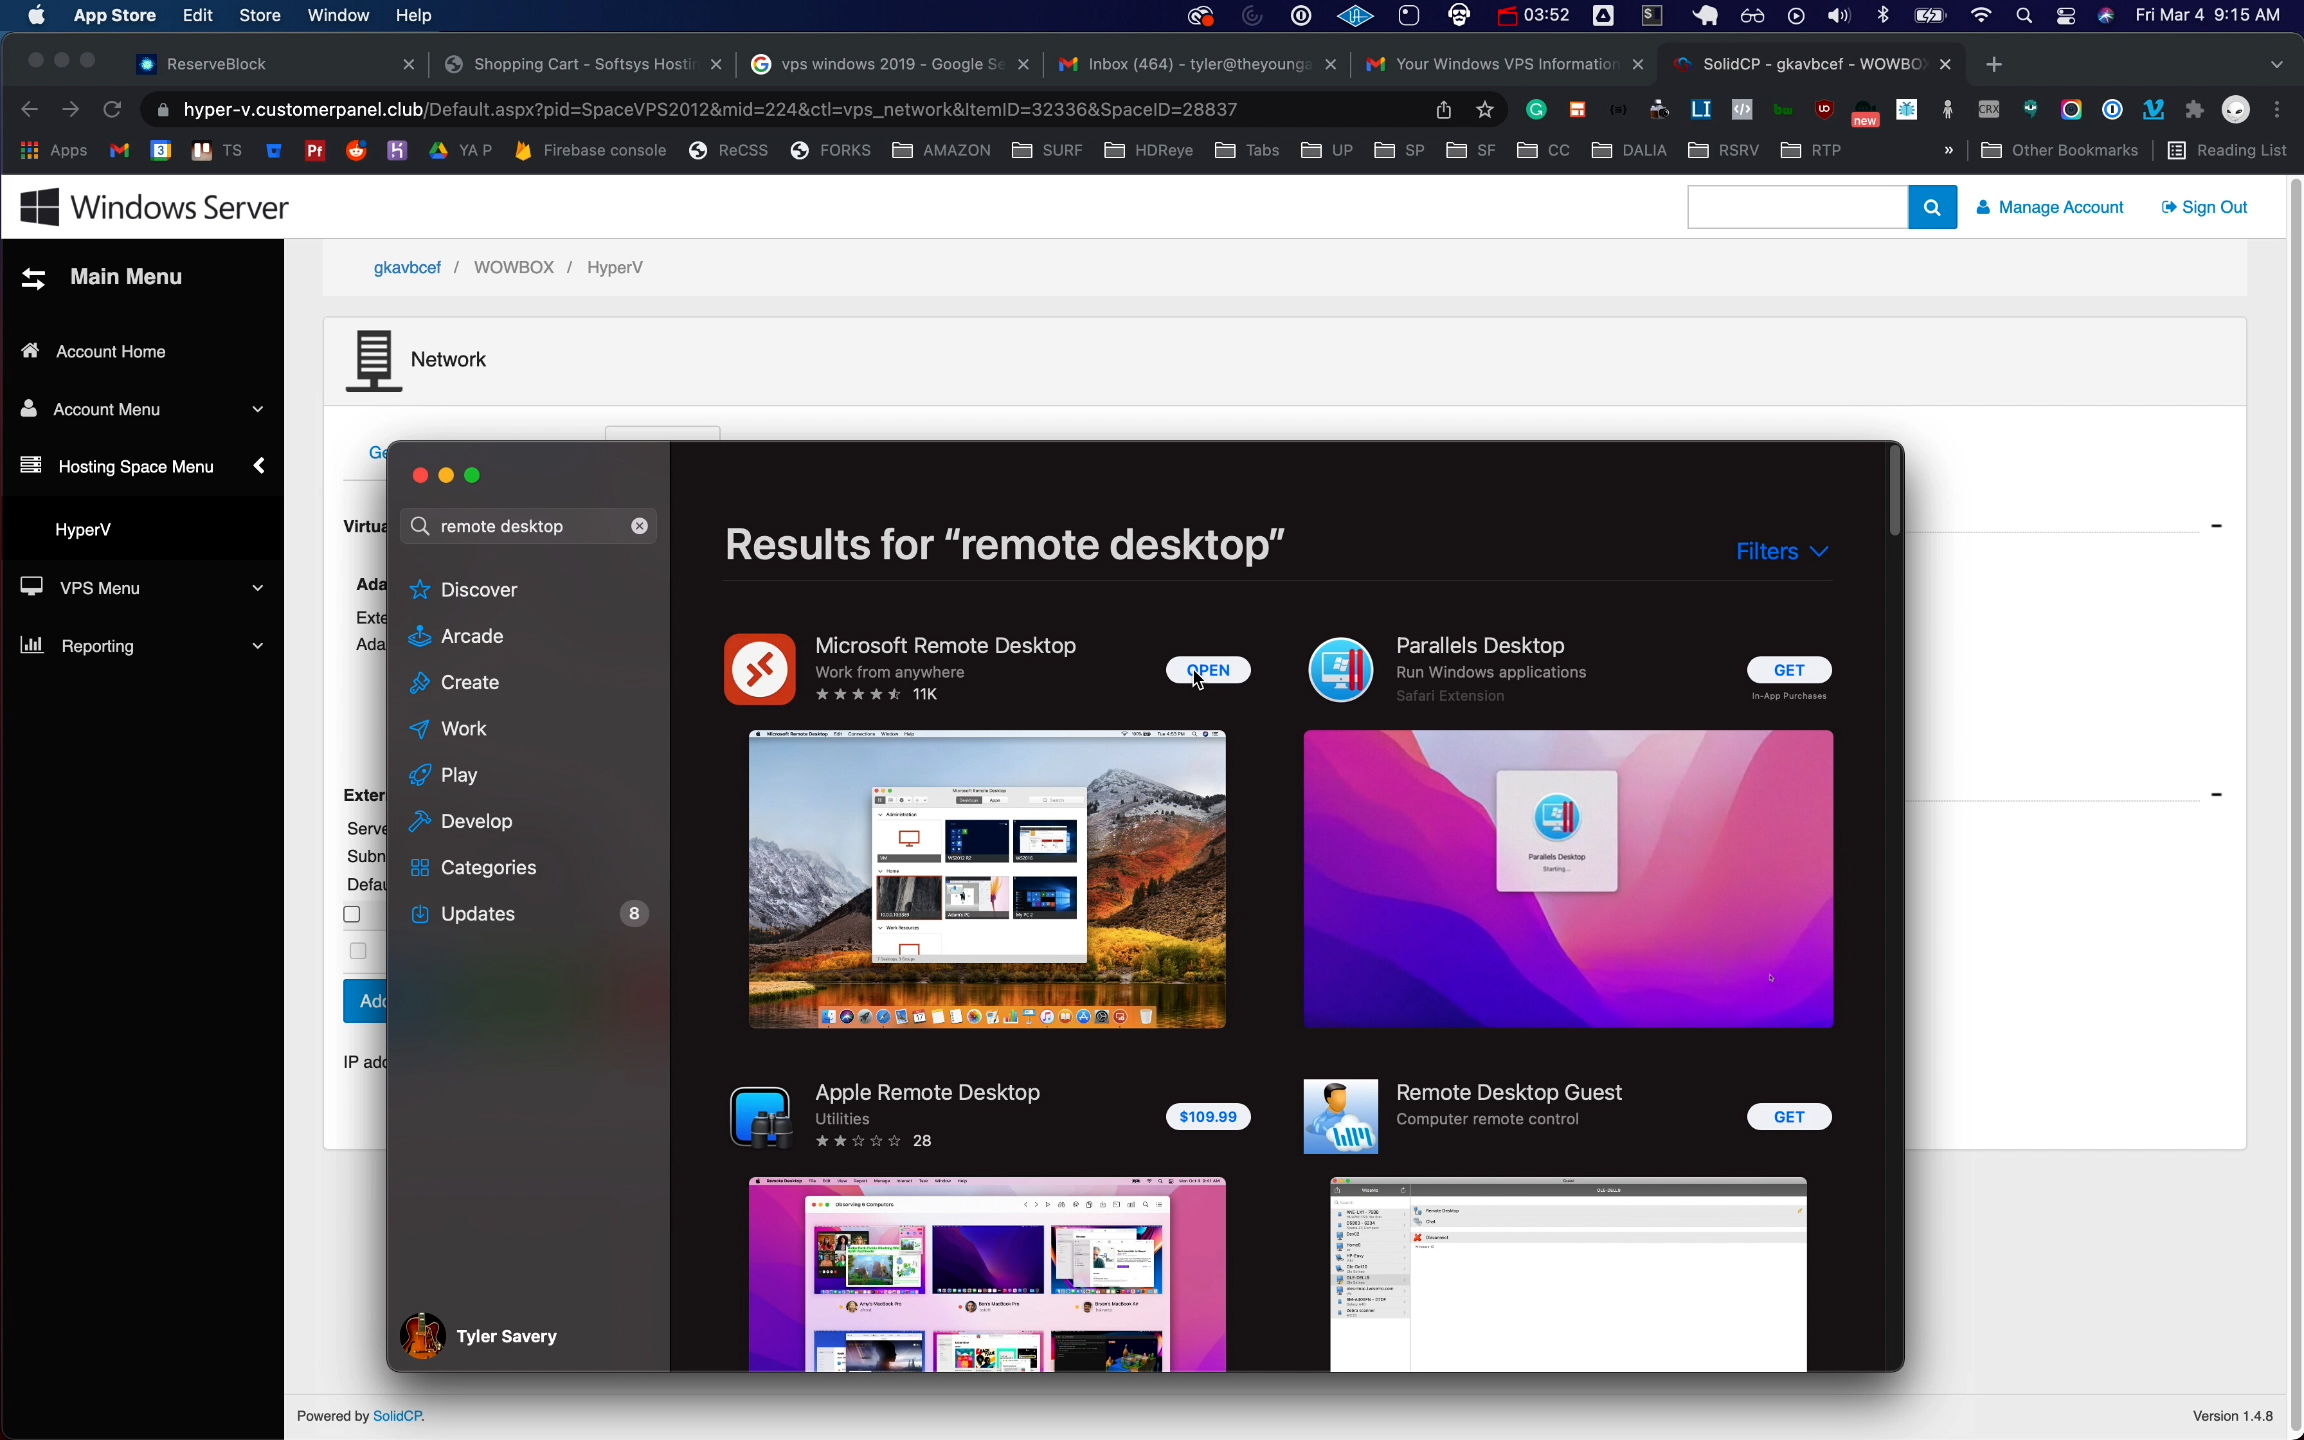 App Store Edit Store Window Help 03:52 Fri Mar 4 9:15 AM
ReserveBlock Shopping Cart - Softsys Hostin vps windows 2019 - Google Se Inbox (464) - tyler@theyounga Your Windows VPS Information SolidCP - gkavbcef - WOWBO
hyper-v.customerpanel.club/Default.aspx?pid=SpaceVPS2012&mid=224&ctl=vps_network&ItemID=32336&SpaceID=28837
new
Apps TS YA P Firebase console ReCSS FORKS AMAZON SURF HDReye Tabs UP SP SF CC DALIA RSRV RTP » Other Bookmarks Reading List
Windows Server
Manage Account Sign Out
Main Menu
gkavbcef / WOWBOX / HyperV
Account Home
Network
Account Menu
Ge
Hosting Space Menu
HyperV
VPS Menu
Reporting
Virtua
Ada
Exte
Ada
Exter
Serve
Subn
Defau
Add
IP add
remote desktop
Discover
Arcade
Create
Work
Play
Develop
Categories
Updates 8
Tyler Savery
Results for “remote desktop”
Filters
Microsoft Remote Desktop
Work from anywhere
11K
OPEN
Parallels Desktop
Run Windows applications
Safari Extension
GET
In-App Purchases
Parallels Desktop
Starting...
Apple Remote Desktop
Utilities
28
$109.99
Remote Desktop Guest
Computer remote control
GET
Powered by SolidCP.
Version 1.4.8